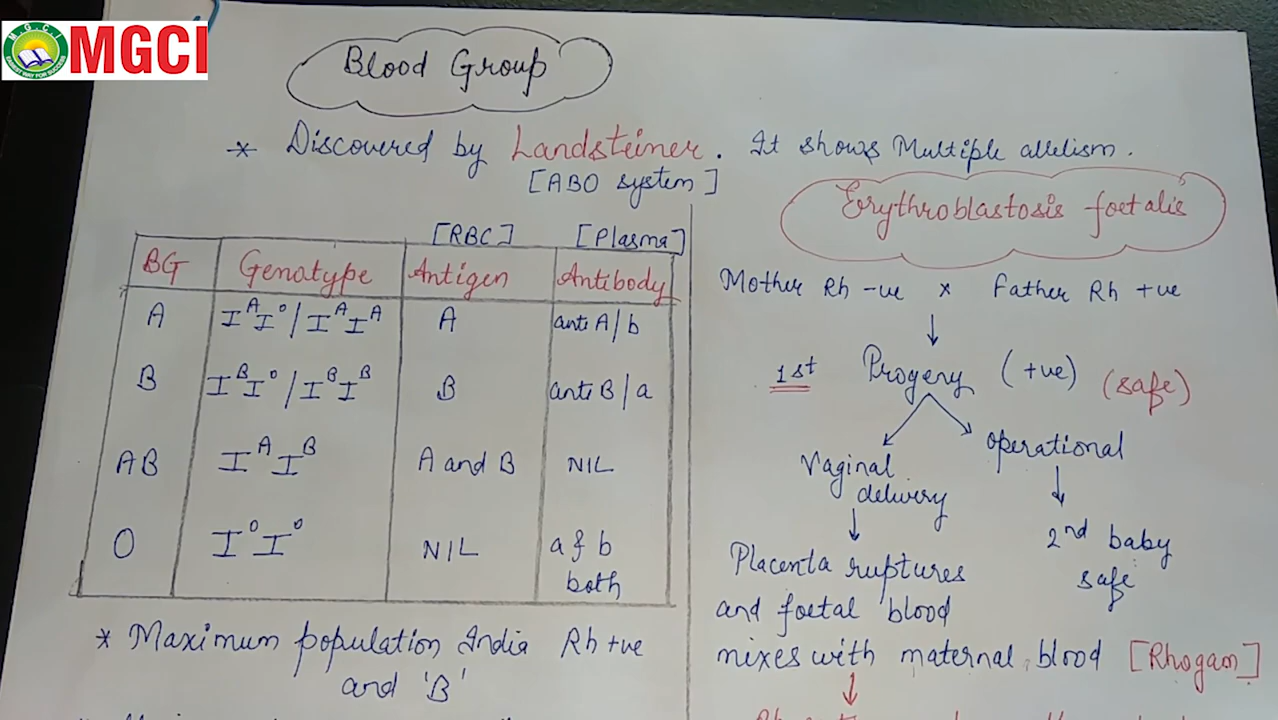 M.G.C.I
MGCI
Blood Group
* Discovered by Landsteiner. It shows Multiple allelism.
[ABO system]
[RBC] [Plasma]
BG Genotype Antigen Antibody
A I^A I^o / I^A I^A A anti A/b
B I^B I^o / I^B I^B B anti B/a
AB I^A I^B A and B NIL
O I^o I^o NIL a & b
both
* Maximum population India Rh +ve
and 'B'
Erythroblastosis foetalis
Mother Rh -ve x Father Rh +ve
↓
1st Progeny (+ve) (safe)
Vaginal
delivery
↓
Placenta ruptures
and foetal blood
mixes with maternal blood [Rhogam]
↓
operational
↓
2nd baby
safe